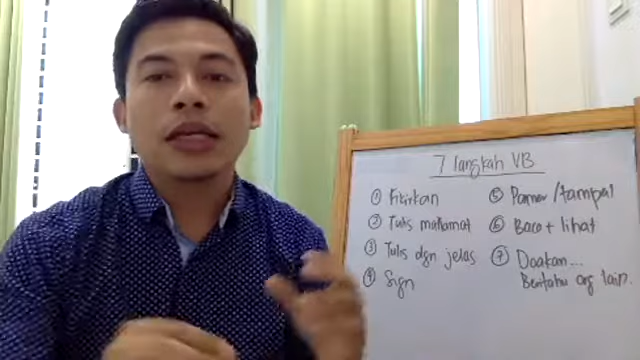 7 langkah VB
① Fikirkan
② Tulis matlamat
③ Tulis dgn jelas
④ Sign
⑤ Pamer/tampal
⑥ Baca + lihat
⑦ Doakan...
Beritahu org lain.